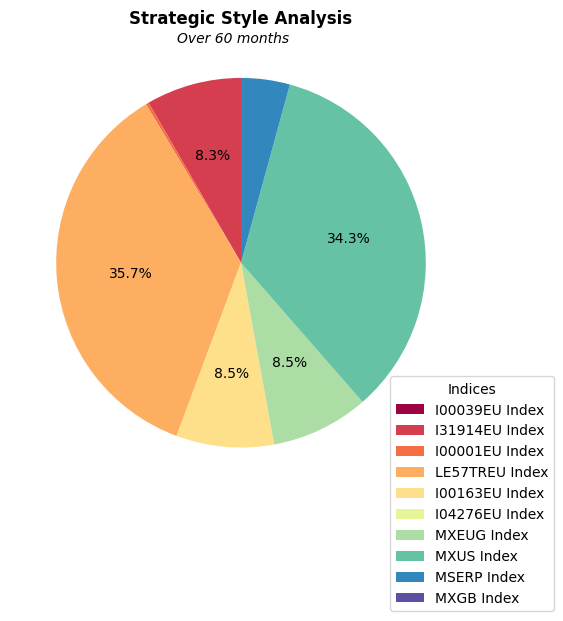 Strategic Style Analysis
Over 60 months
8.3%
34.3%
35.7%
8.5%
8.5%
Indices
I00039EU Index
I31914EU Index
I00001EU Index
LE57TREU Index
I00163EU Index
I04276EU Index
MXEUG Index
MXUS Index
MSERP Index
MXGB Index